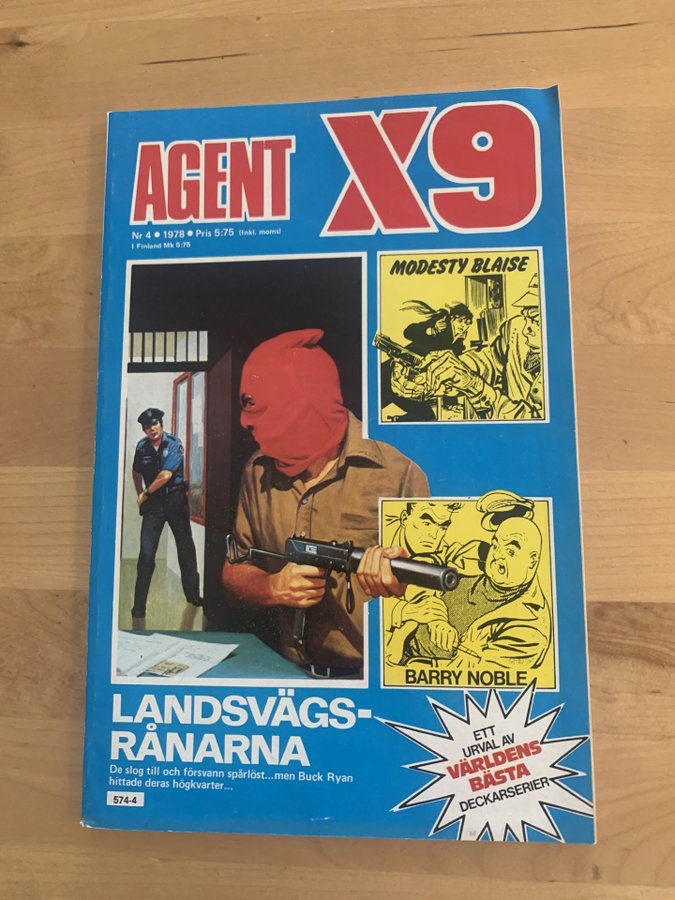 AGENT X9
Nr 4 • 1978 • Pris 5:75 (Inkl. moms)
I Finland Mk 5:75
MODESTY BLAISE
BARRY NOBLE
LANDSVÄGS-
RÅNARNA
De slog till och försvann spårlöst...men Buck Ryan
hittade deras högkvarter...
574-4
ETT
URVAL AV
VÄRLDENS
BÄSTA
DECKARSERIER